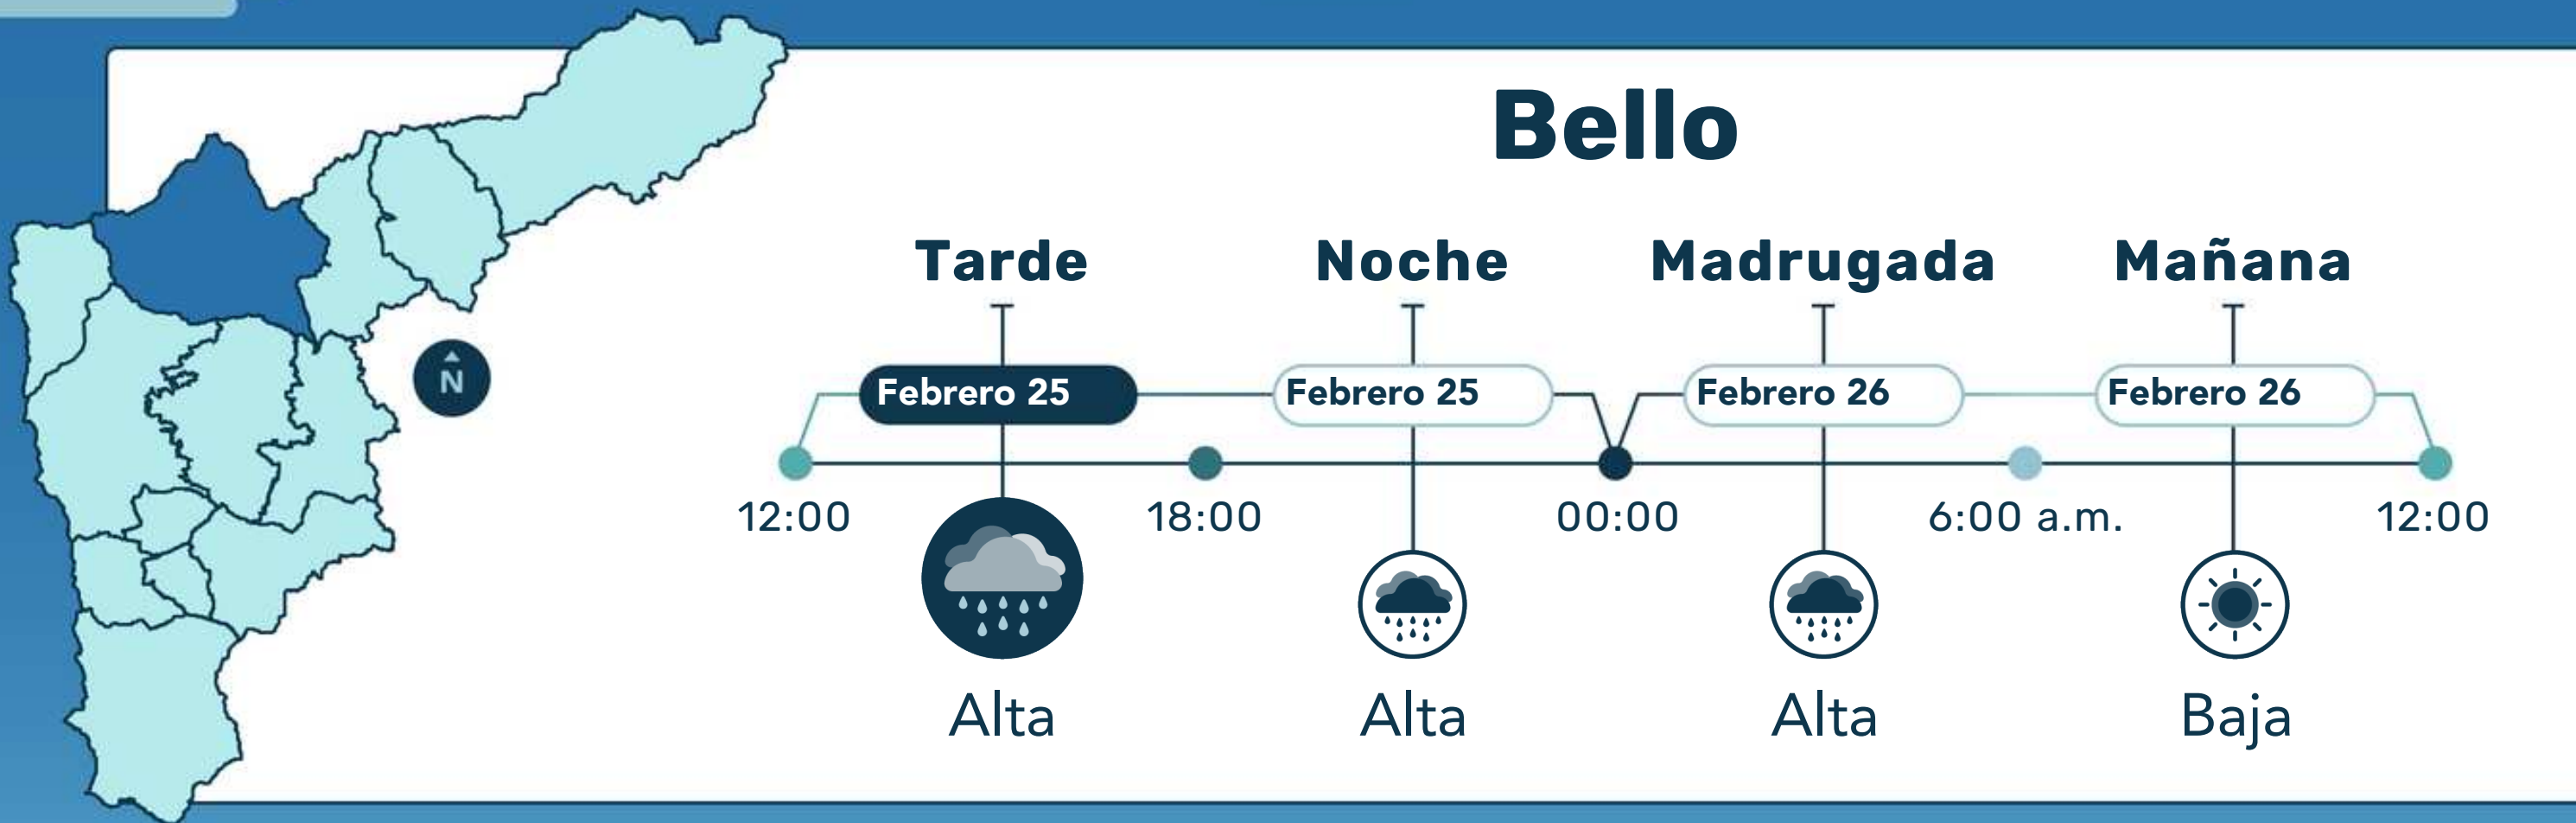 Bello
Tarde Noche Madrugada Mañana
Febrero 25 Febrero 25 Febrero 26 Febrero 26
N
12:00 18:00 00:00 6:00 a.m. 12:00
Alta Alta Alta Baja